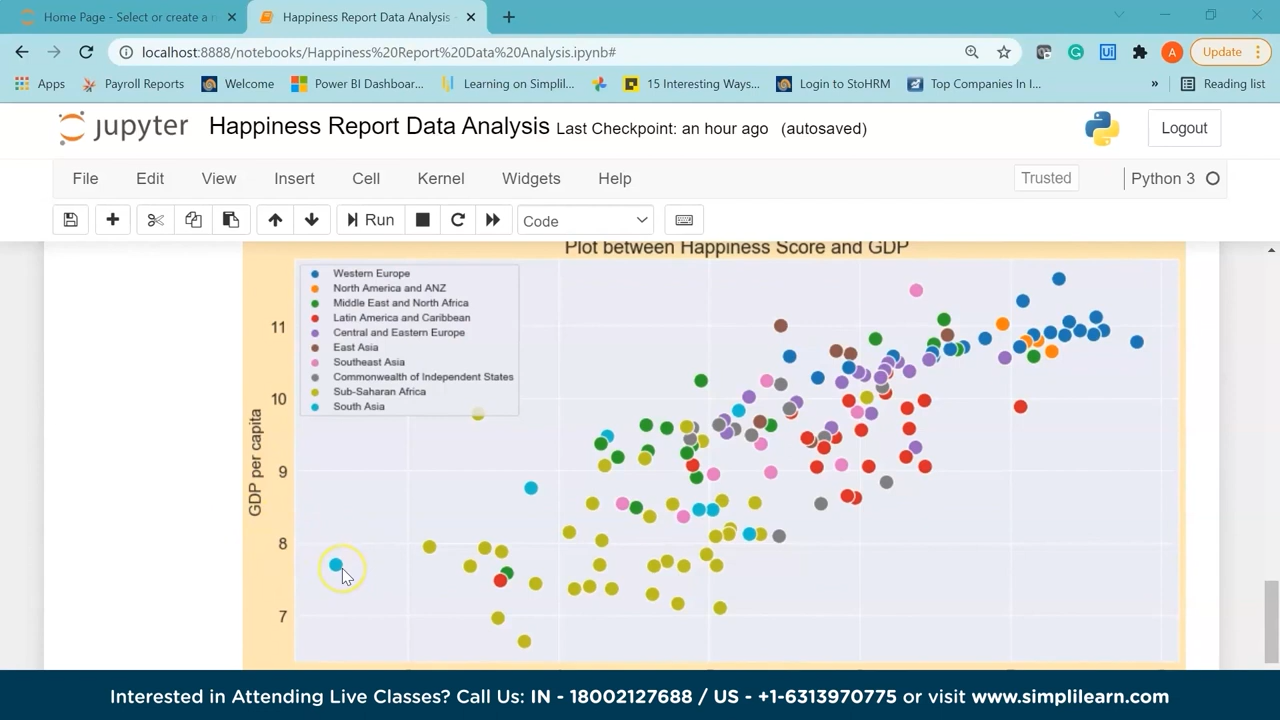 Home Page - Select or create a n
Happiness Report Data Analysis -
localhost:8888/notebooks/Happiness%20Report%20Data%20Analysis.ipynb#
A
Update
Apps
Payroll Reports
Welcome
Power BI Dashboar...
Learning on Simplil...
15 Interesting Ways...
Login to StoHRM
Top Companies In I...
»
Reading list
jupyter
Happiness Report Data Analysis Last Checkpoint: an hour ago (autosaved)
Logout
File Edit View Insert Cell Kernel Widgets Help
Trusted
Python 3
Run
Code
Plot between Happiness Score and GDP
Western Europe
North America and ANZ
Middle East and North Africa
Latin America and Caribbean
Central and Eastern Europe
East Asia
Southeast Asia
Commonwealth of Independent States
Sub-Saharan Africa
South Asia
11
10
9
8
7
GDP per capita
Interested in Attending Live Classes? Call Us: IN - 18002127688 / US - +1-6313970775 or visit www.simplilearn.com